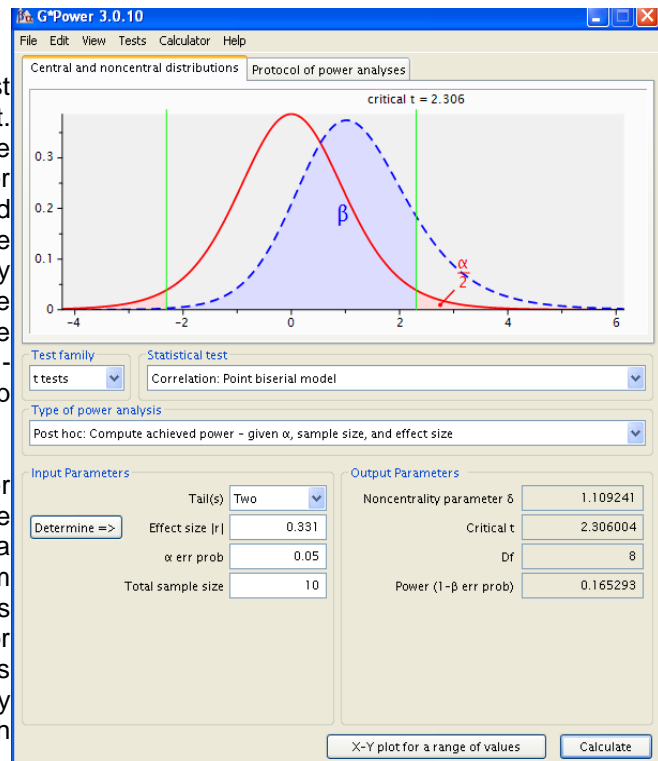 G*Power 3.0.10
File Edit View Tests Calculator Help
Central and noncentral distributions Protocol of power analyses
critical t = 2.306
0.3
0.2
0.1
0
β
α
2
-4 -2 0 2 4 6
Test family Statistical test
t tests Correlation: Point biserial model
Type of power analysis
Post hoc: Compute achieved power - given α, sample size, and effect size
Input Parameters
Tail(s) Two
Determine => Effect size |r| 0.331
α err prob 0.05
Total sample size 10
Output Parameters
Noncentrality parameter δ 1.109241
Critical t 2.306004
Df 8
Power (1-β err prob) 0.165293
X-Y plot for a range of values Calculate